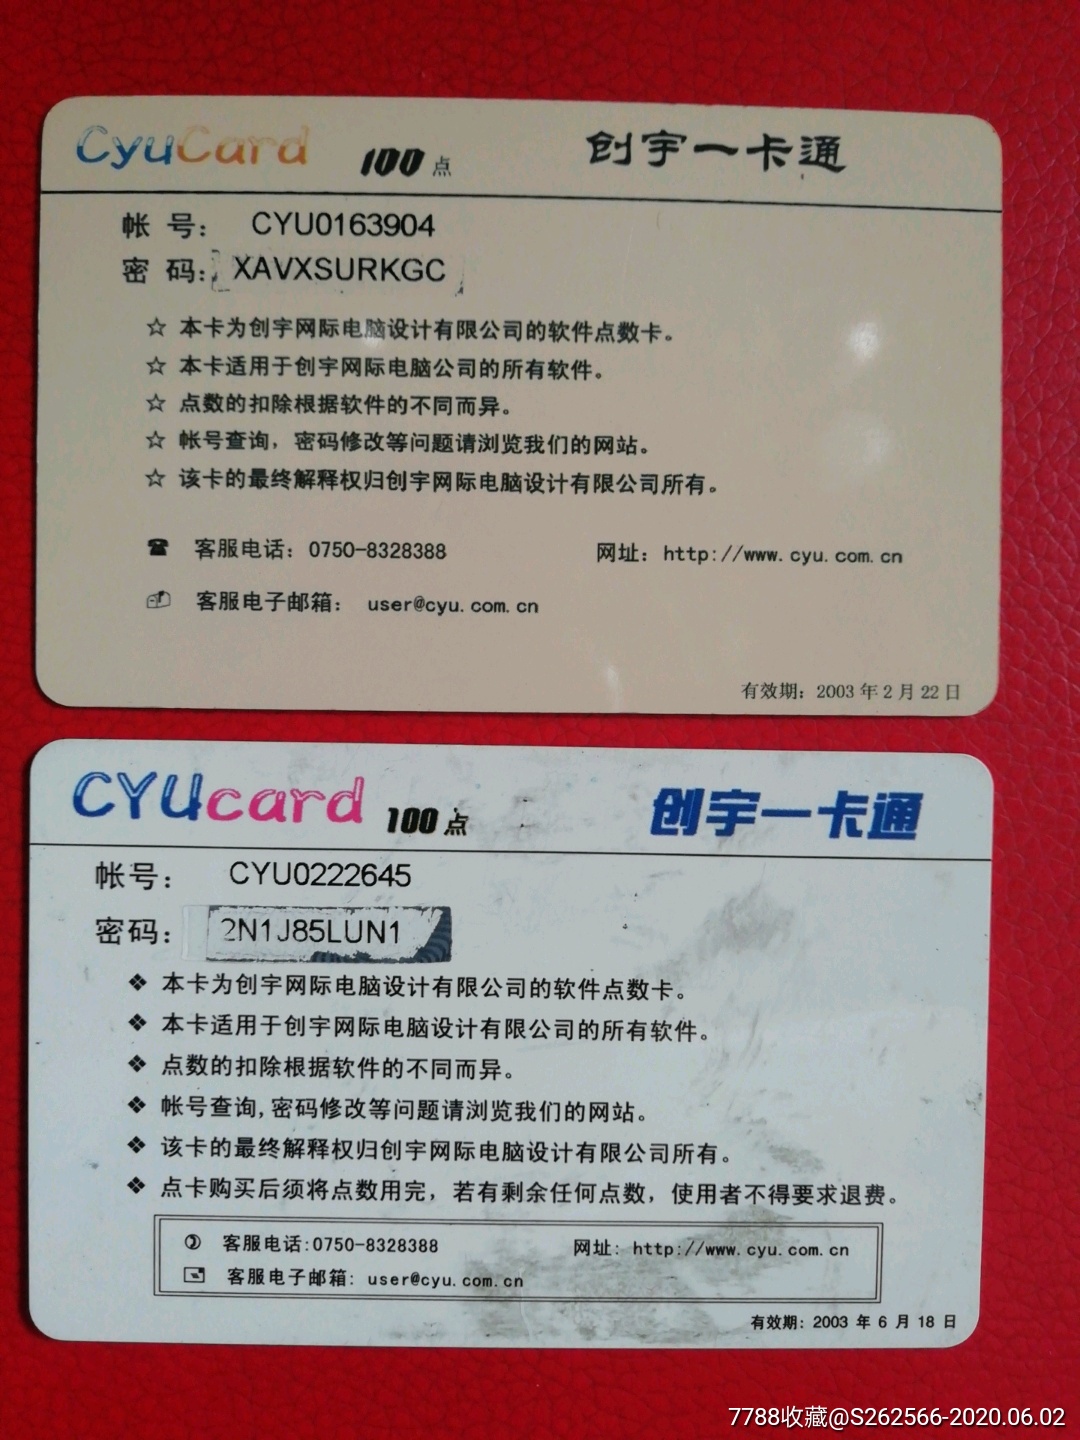 CyuCard 100点 创宇一卡通
帐 号： CYU0163904
密 码： XAVXSURKGC
☆ 本卡为创宇网际电脑设计有限公司的软件点数卡。
☆ 本卡适用于创宇网际电脑公司的所有软件。
☆ 点数的扣除根据软件的不同而异。
☆ 帐号查询，密码修改等问题请浏览我们的网站。
☆ 该卡的最终解释权归创宇网际电脑设计有限公司所有。
☎ 客服电话：0750-8328388 网址：http://www.cyu.com.cn
客服电子邮箱： user@cyu.com.cn
有效期：2003 年 2 月 22 日
CYUcard 100点 创宇一卡通
帐号： CYU0222645
密码： 2N1J85LUN1
❖ 本卡为创宇网际电脑设计有限公司的软件点数卡。
❖ 本卡适用于创宇网际电脑设计有限公司的所有软件。
❖ 点数的扣除根据软件的不同而异。
❖ 帐号查询,密码修改等问题请浏览我们的网站。
❖ 该卡的最终解释权归创宇网际电脑设计有限公司所有。
❖ 点卡购买后须将点数用完，若有剩余任何点数，使用者不得要求退费。
客服电话:0750-8328388 网址：http://www.cyu.com.cn
客服电子邮箱：user@cyu.com.cn
有效期：2003 年 6 月 18 日
7788收藏@S262566-2020.06.02